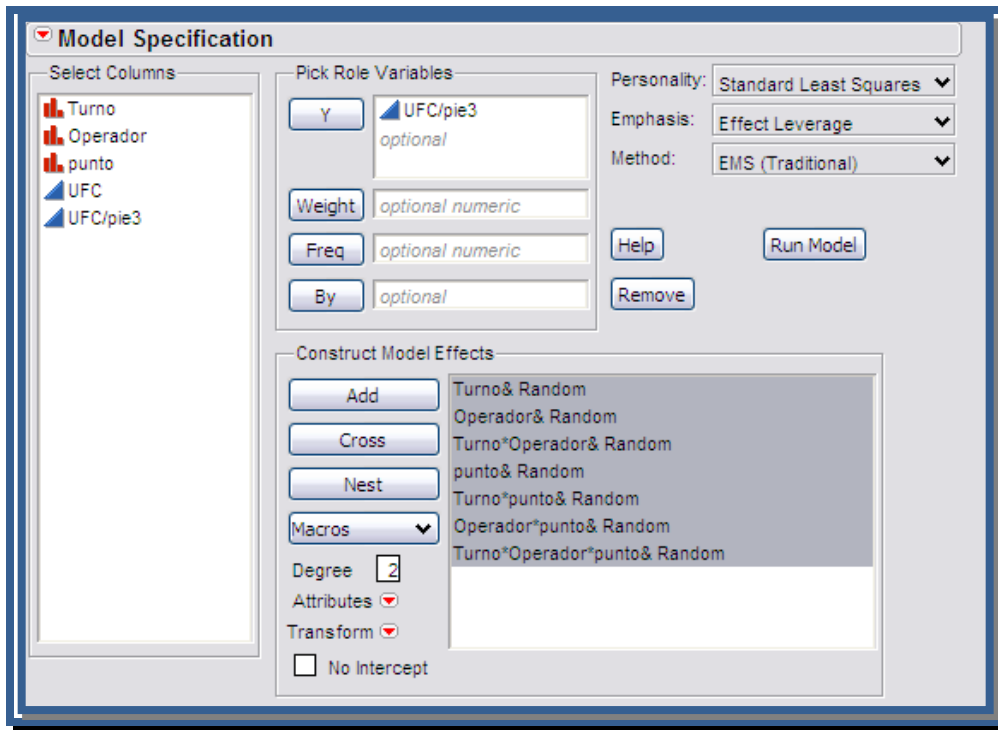 Model Specification
Select Columns
Turno
Operador
punto
UFC
UFC/pie3
Pick Role Variables
Y
UFC/pie3
optional
Weight
optional numeric
Freq
optional numeric
By
optional
Personality:
Standard Least Squares
Emphasis:
Effect Leverage
Method:
EMS (Traditional)
Help
Run Model
Remove
Construct Model Effects
Add
Cross
Nest
Macros
Degree 2
Attributes
Transform
No Intercept
Turno& Random
Operador& Random
Turno*Operador& Random
punto& Random
Turno*punto& Random
Operador*punto& Random
Turno*Operador*punto& Random